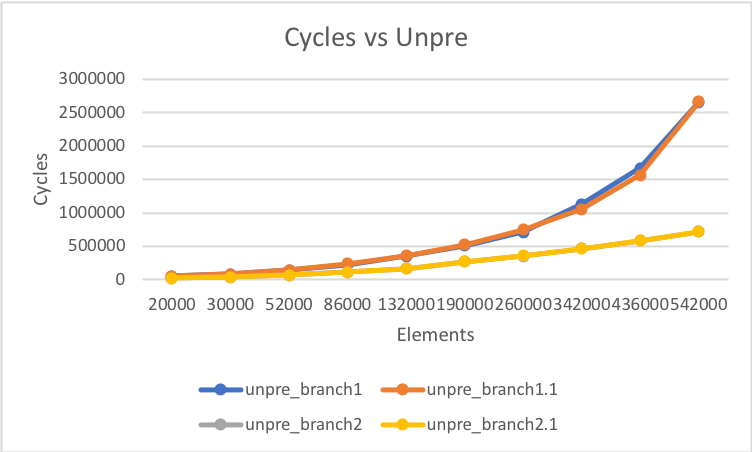 Cycles vs Unpre
3000000
2500000
2000000
1500000
1000000
500000
0
Cycles
20000 30000 52000 86000 132000 190000 260000 342000 436000 542000
Elements
unpre_branch1 unpre_branch1.1
unpre_branch2 unpre_branch2.1